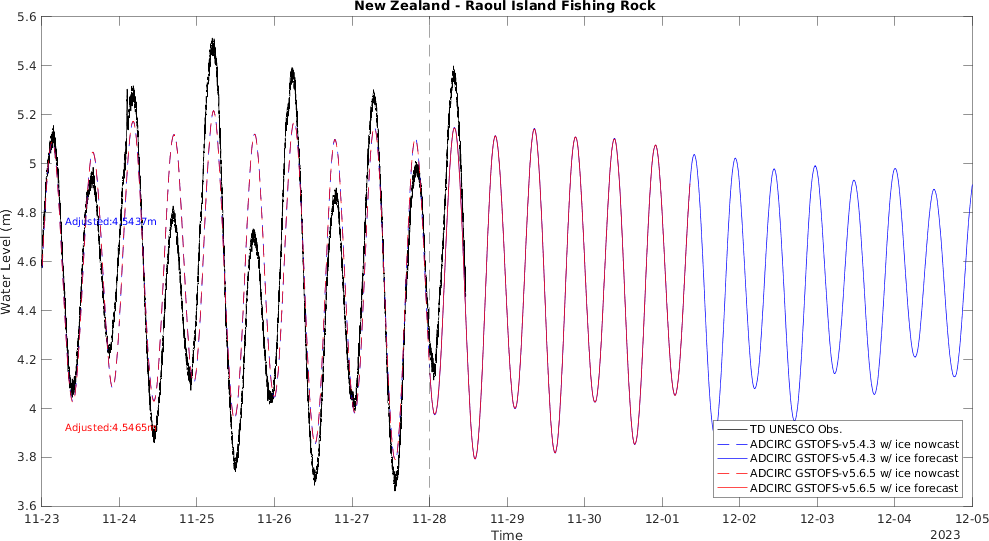 New Zealand - Raoul Island Fishing Rock
5.6
5.4
5.2
5
4.8
4.6
4.4
4.2
4
3.8
3.6
Water Level (m)
Adjusted:4.5437m
Adjusted:4.5465m
TD UNESCO Obs.
ADCIRC GSTOFS-v5.4.3 w/ ice nowcast
ADCIRC GSTOFS-v5.4.3 w/ ice forecast
ADCIRC GSTOFS-v5.6.5 w/ ice nowcast
ADCIRC GSTOFS-v5.6.5 w/ ice forecast
11-23 11-24 11-25 11-26 11-27 11-28 11-29 11-30 12-01 12-02 12-03 12-04 12-05
Time
2023